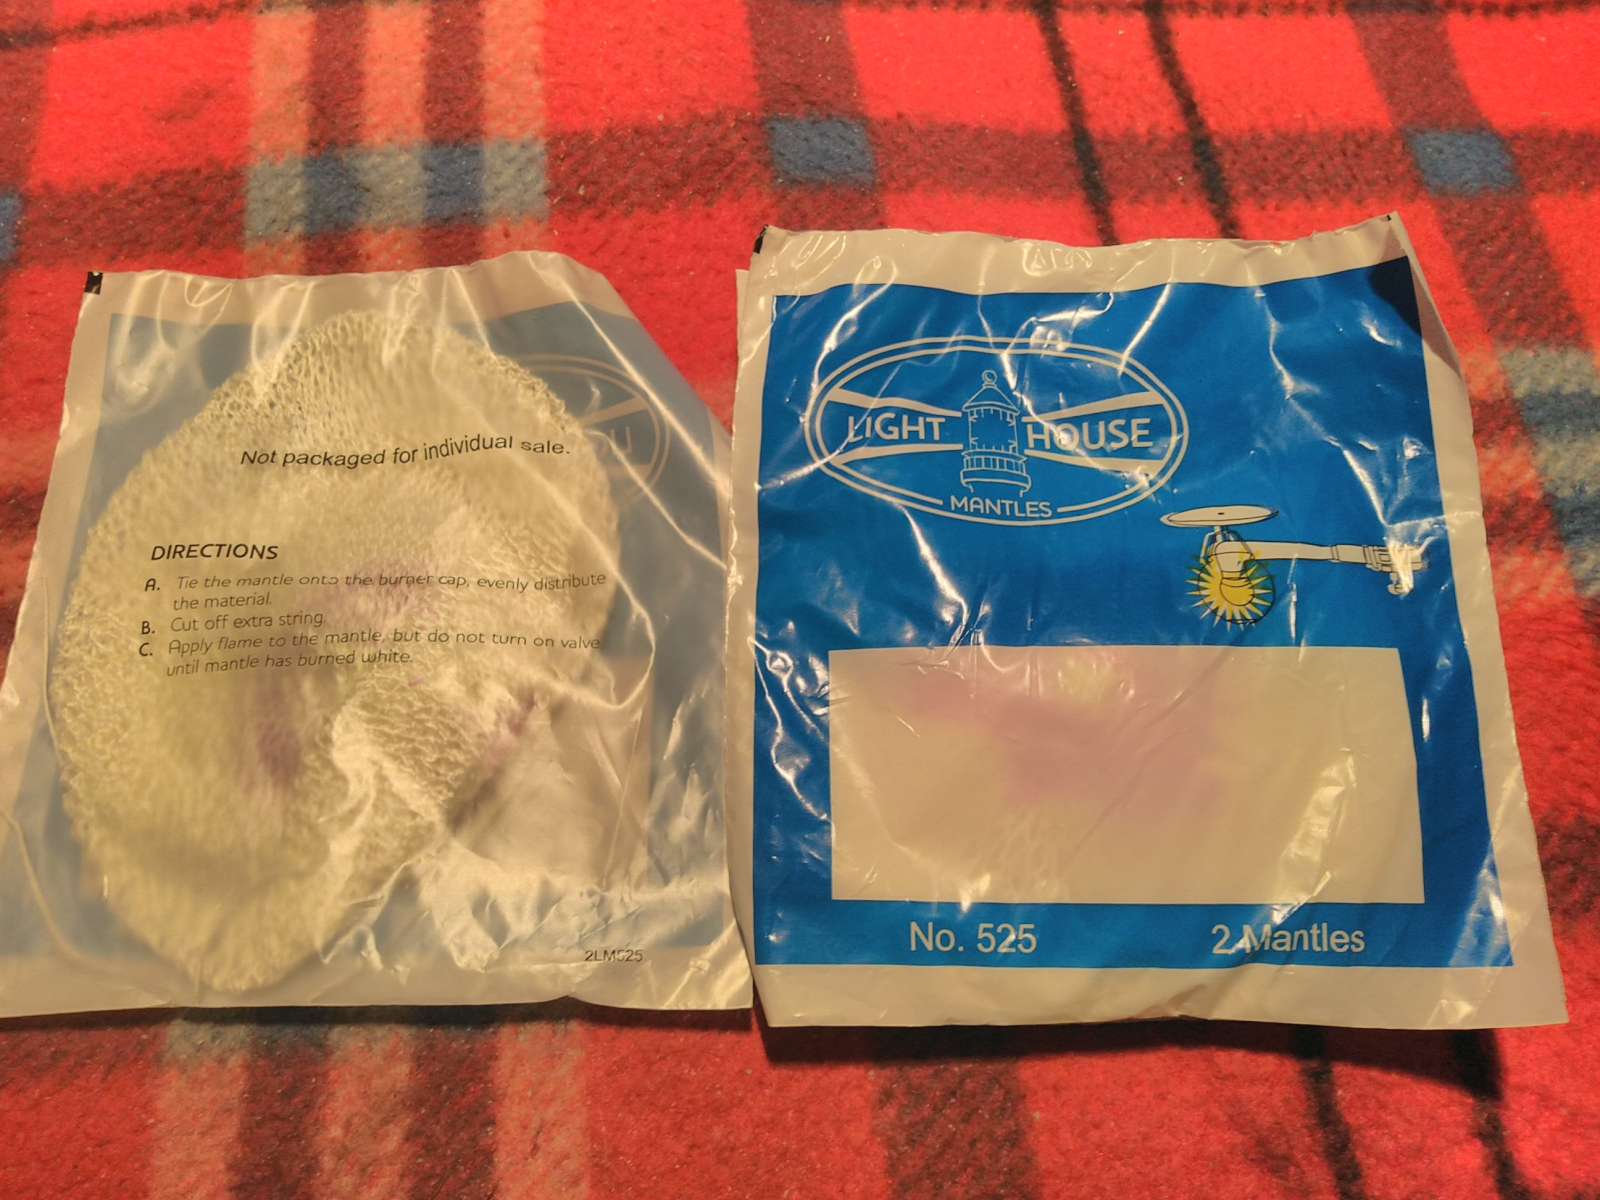 Not packaged for individual sale.
DIRECTIONS
A. Tie the mantle onto the burner cap, evenly distribute
the material.
B. Cut off extra string.
C. Apply flame to the mantle, but do not turn on valve
until mantle has burned white.
2LM525
LIGHT HOUSE
MANTLES
No. 525 2 Mantles